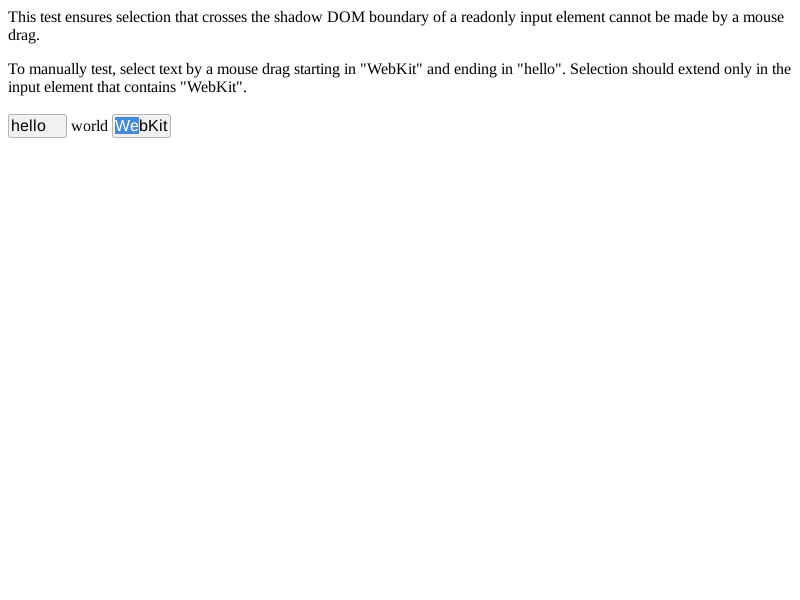 This test ensures selection that crosses the shadow DOM boundary of a readonly input element cannot be made by a mouse
drag.
To manually test, select text by a mouse drag starting in "WebKit" and ending in "hello". Selection should extend only in the
input element that contains "WebKit".
hello world WebKit